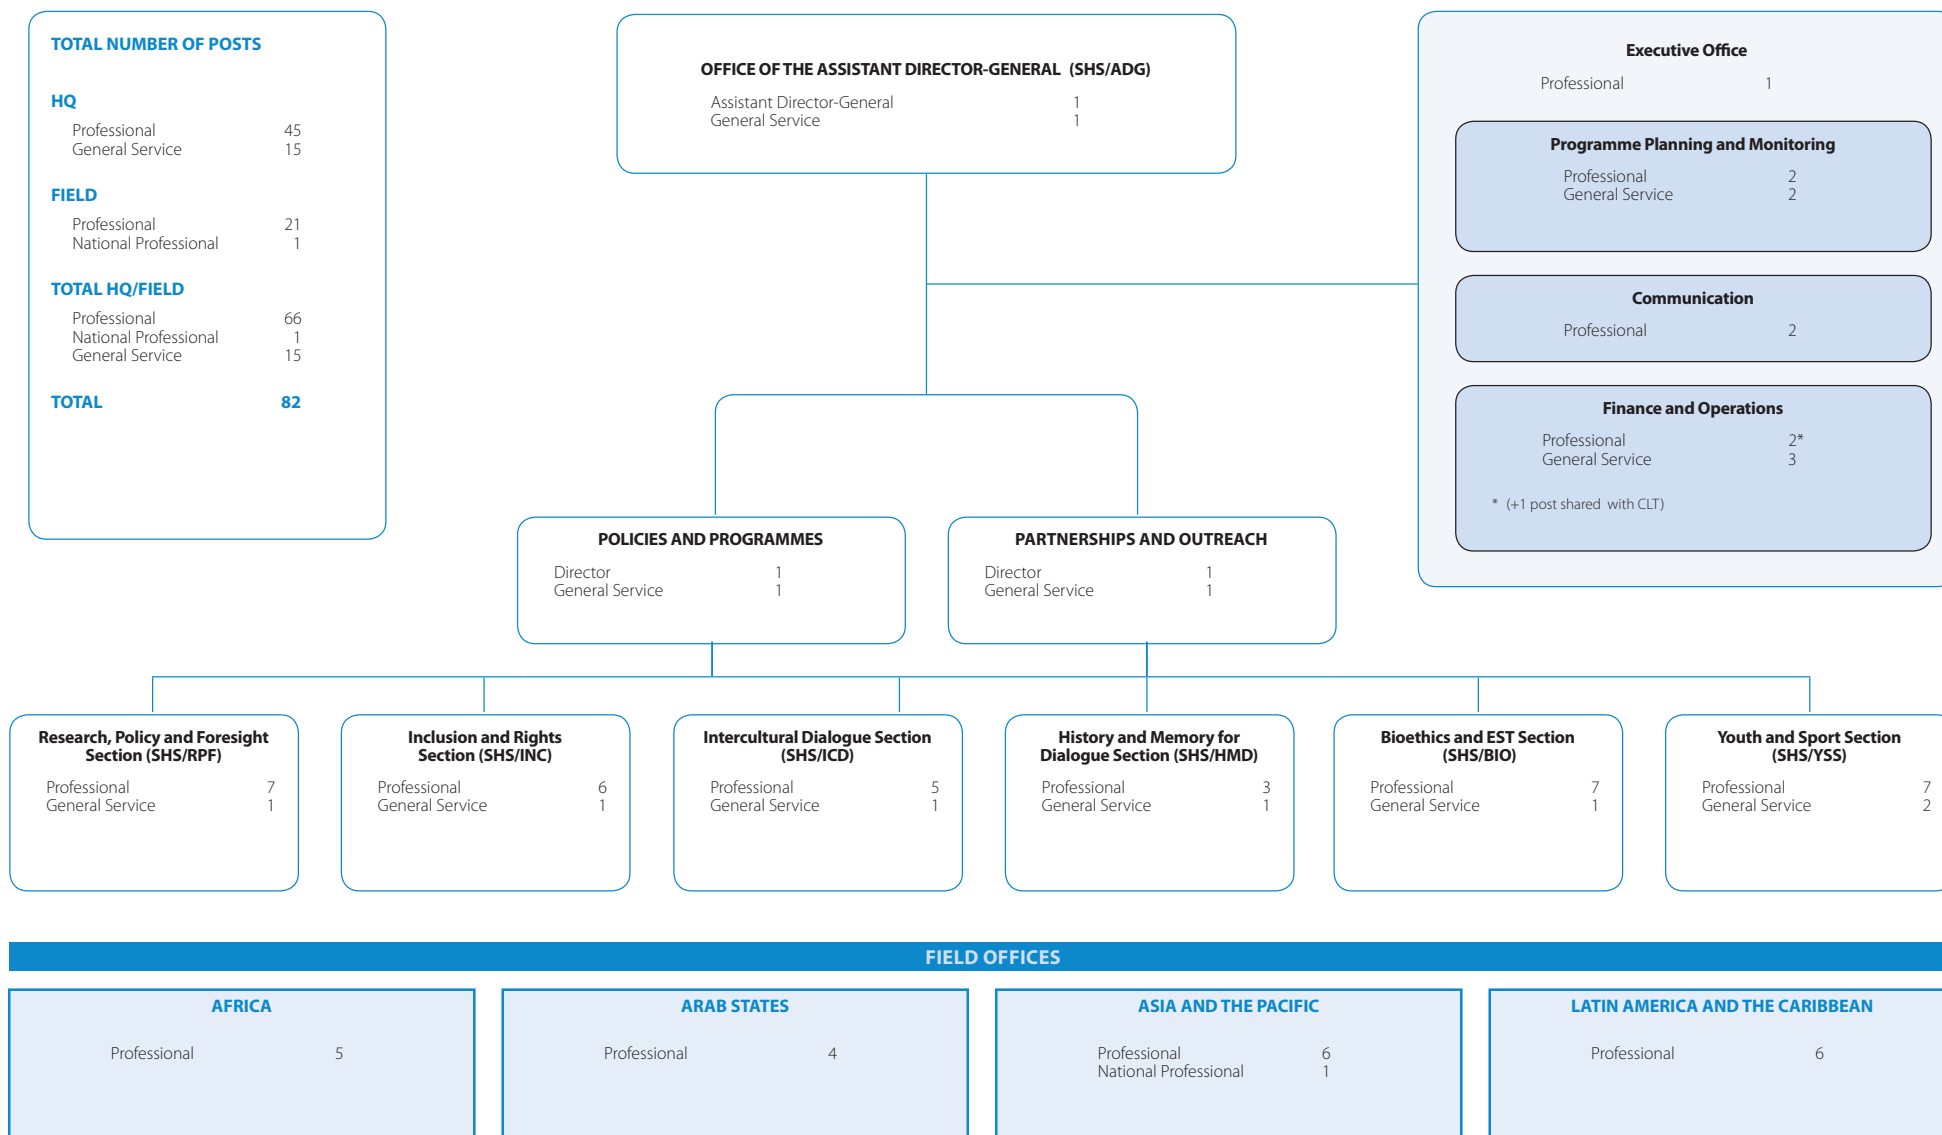 TOTAL NUMBER OF POSTS
HQ
Professional 45
General Service 15
FIELD
Professional 21
National Professional 1
TOTAL HQ/FIELD
Professional 66
National Professional 1
General Service 15
TOTAL 82
OFFICE OF THE ASSISTANT DIRECTOR-GENERAL (SHS/ADG)
Assistant Director-General 1
General Service 1
Executive Office
Professional 1
Programme Planning and Monitoring
Professional 2
General Service 2
Communication
Professional 2
Finance and Operations
Professional 2*
General Service 3
* (+1 post shared with CLT)
POLICIES AND PROGRAMMES
Director 1
General Service 1
PARTNERSHIPS AND OUTREACH
Director 1
General Service 1
Research, Policy and Foresight
Section (SHS/RPF)
Professional 7
General Service 1
Inclusion and Rights
Section (SHS/INC)
Professional 6
General Service 1
Intercultural Dialogue Section
(SHS/ICD)
Professional 5
General Service 1
History and Memory for
Dialogue Section (SHS/HMD)
Professional 3
General Service 1
Bioethics and EST Section
(SHS/BIO)
Professional 7
General Service 1
Youth and Sport Section
(SHS/YSS)
Professional 7
General Service 2
FIELD OFFICES
AFRICA
Professional 5
ARAB STATES
Professional 4
ASIA AND THE PACIFIC
Professional 6
National Professional 1
LATIN AMERICA AND THE CARIBBEAN
Professional 6